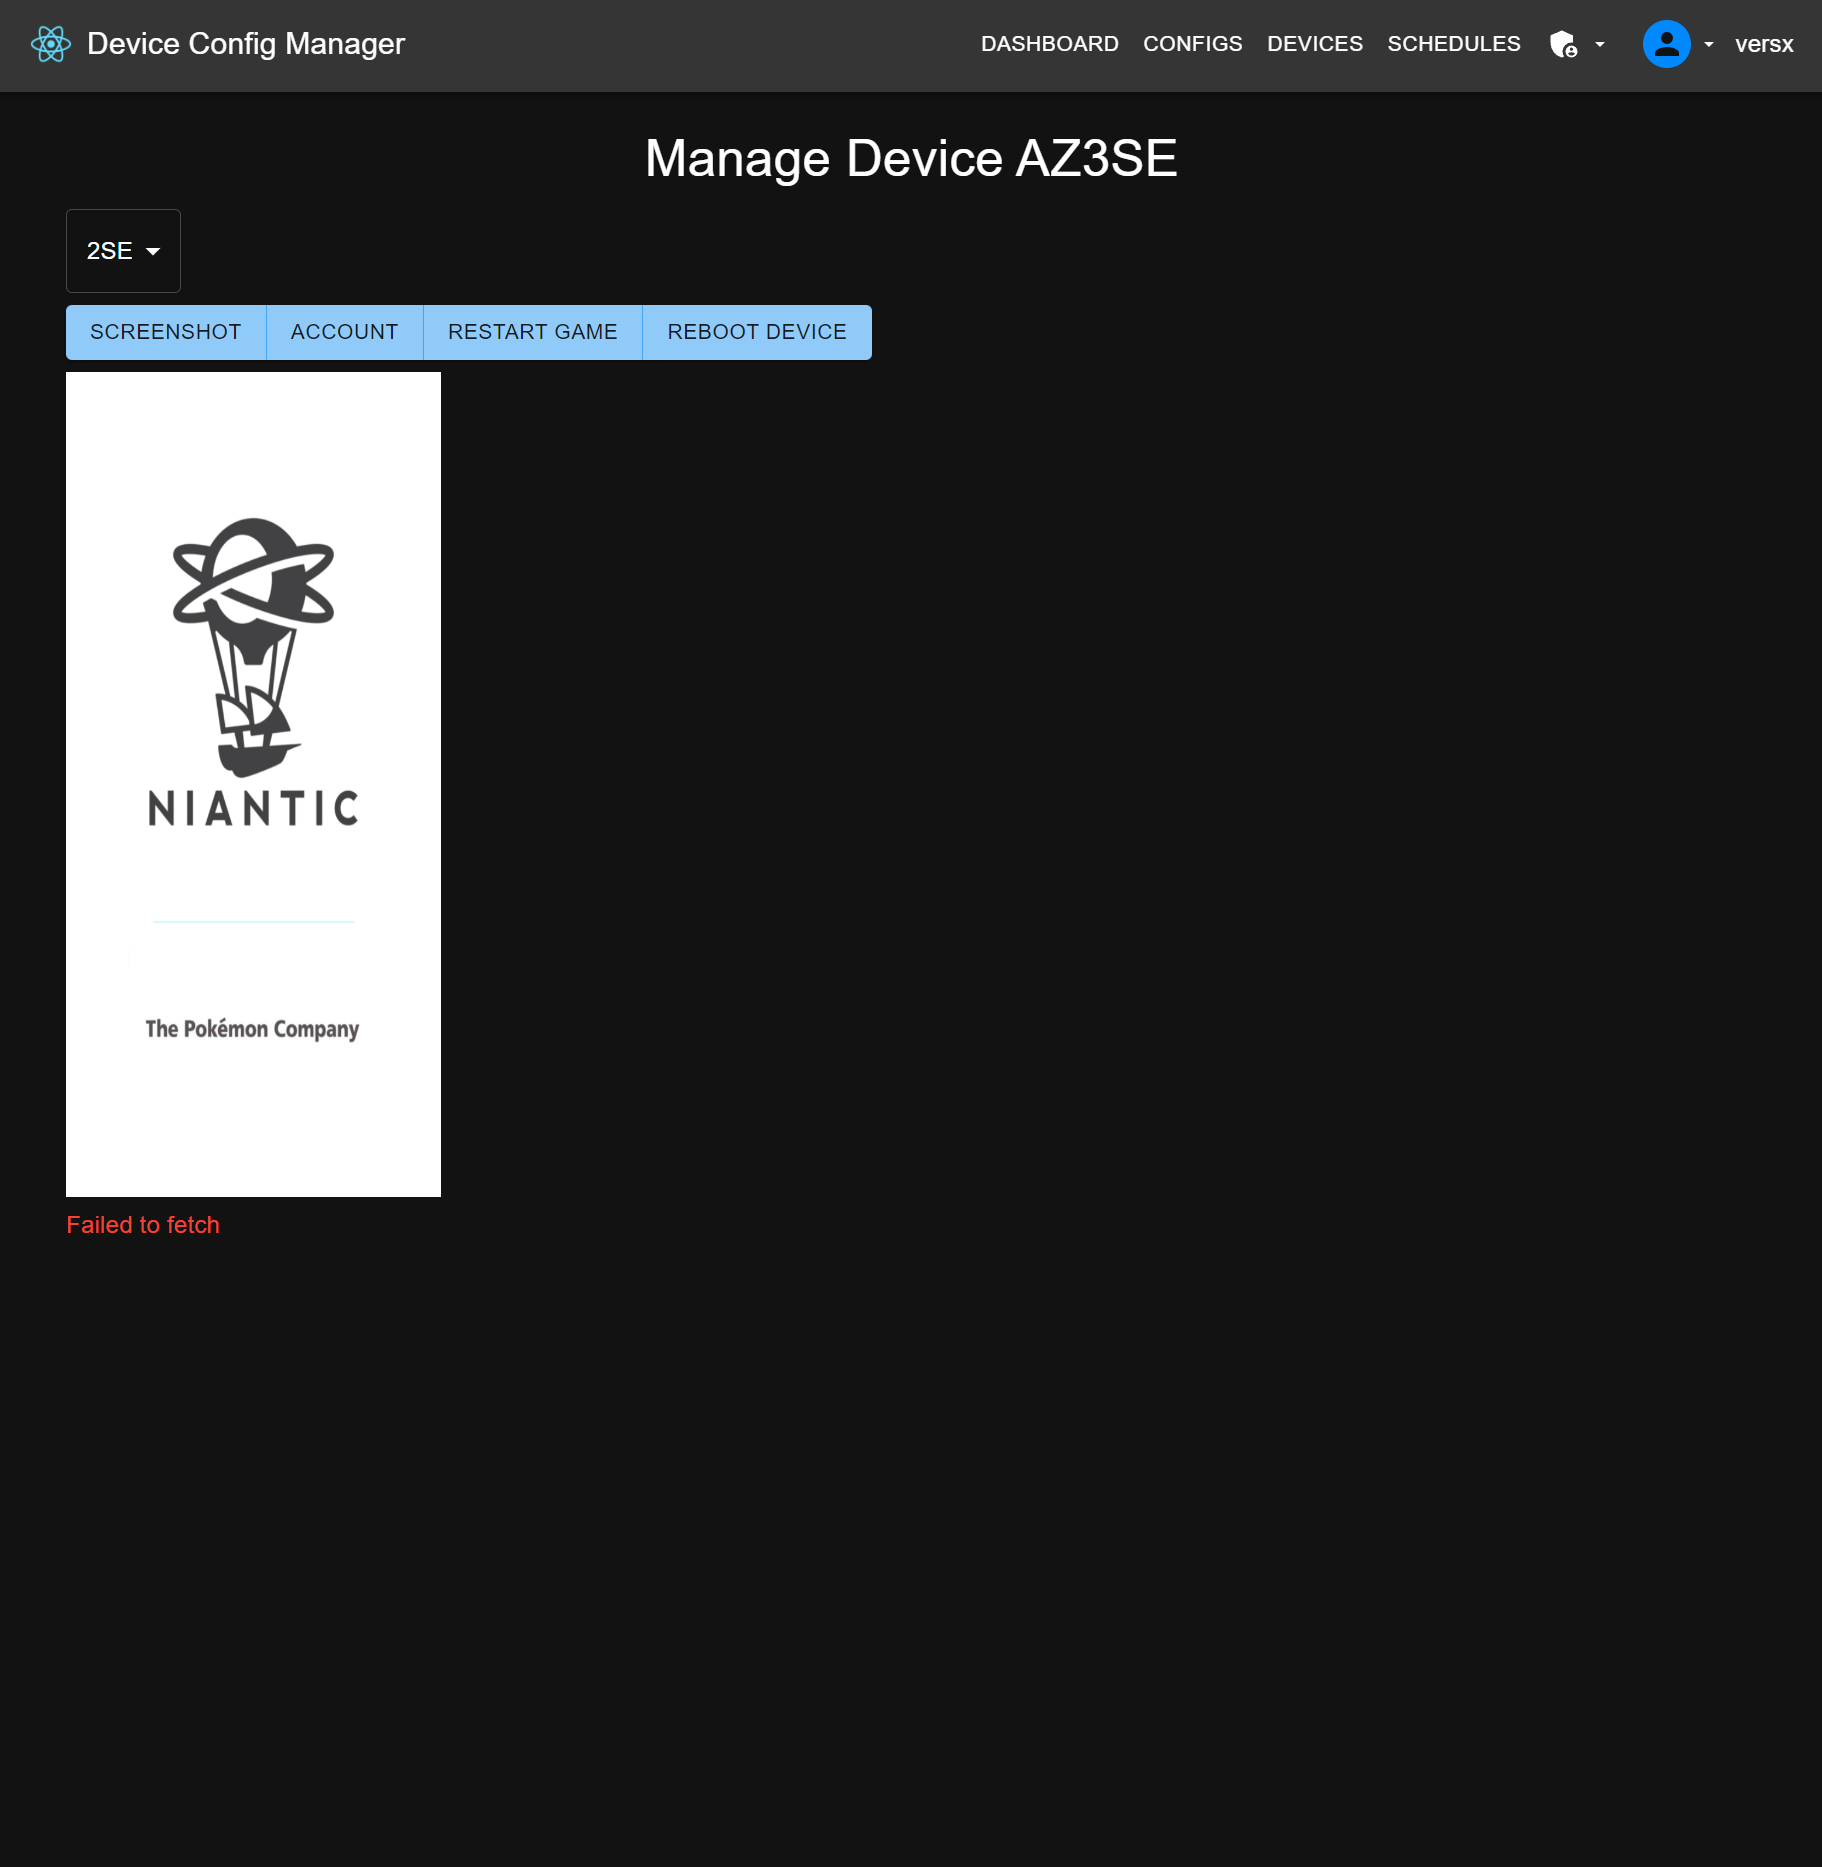 Device Config Manager
DASHBOARD CONFIGS DEVICES SCHEDULES versx
Manage Device AZ3SE
2SE
SCREENSHOT ACCOUNT RESTART GAME REBOOT DEVICE
NIANTIC
The Pokémon Company
Failed to fetch